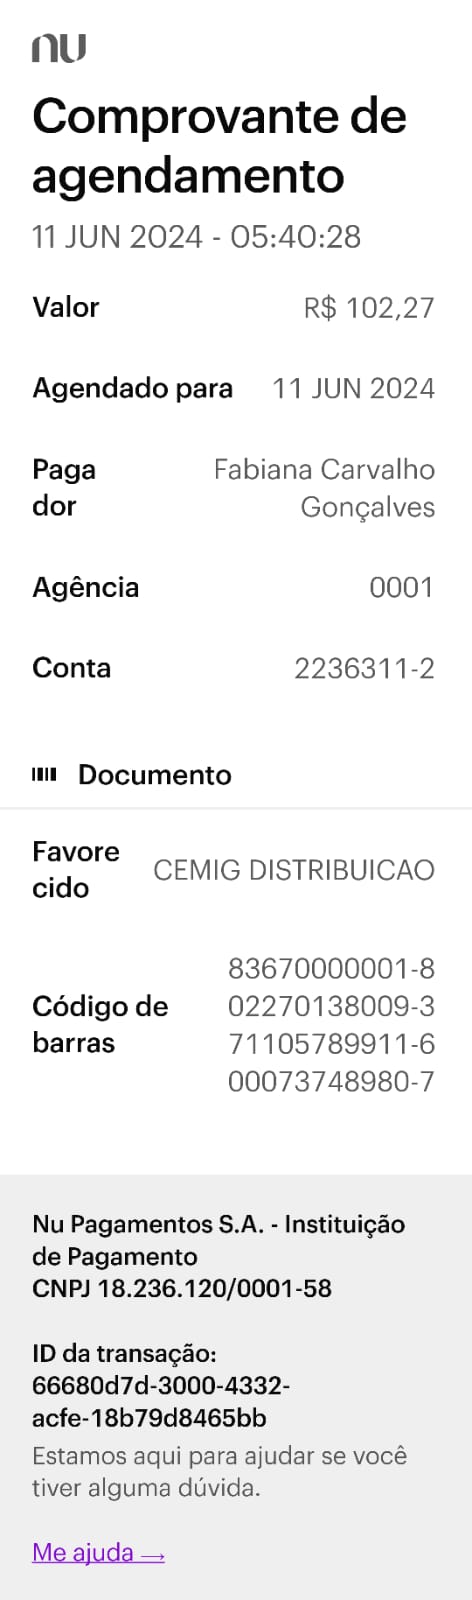 nu
Comprovante de
agendamento
11 JUN 2024 - 05:40:28
Valor R$ 102,27
Agendado para 11 JUN 2024
Paga
dor
Fabiana Carvalho
Gonçalves
Agência 0001
Conta 2236311-2
Documento
Favore
cido
CEMIG DISTRIBUICAO
Código de
barras
83670000001-8
02270138009-3
71105789911-6
00073748980-7
Nu Pagamentos S.A. - Instituição
de Pagamento
CNPJ 18.236.120/0001-58
ID da transação:
66680d7d-3000-4332-
acfe-18b79d8465bb
Estamos aqui para ajudar se você
tiver alguma dúvida.
Me ajuda →